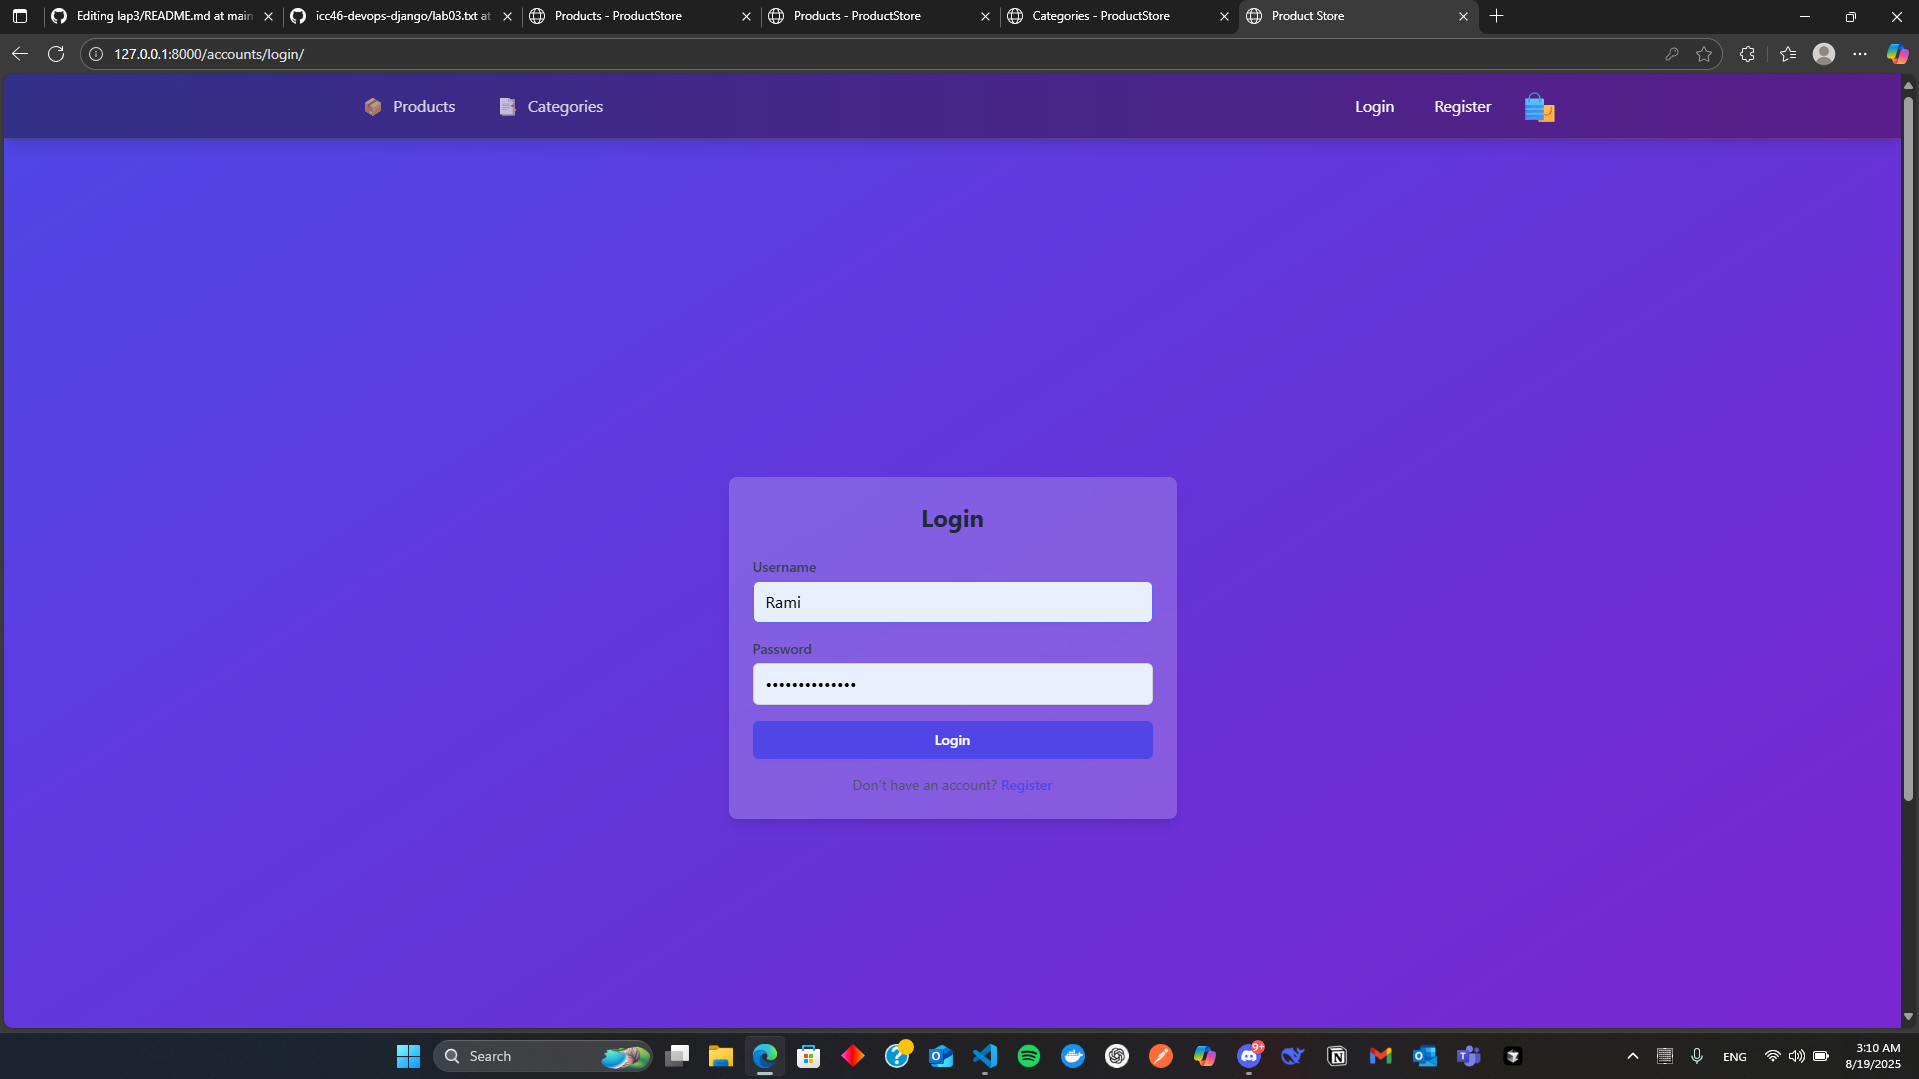 Editing lap3/README.md at main
icc46-devops-django/lab03.txt at
Products - ProductStore
Products - ProductStore
Categories - ProductStore
Product Store
127.0.0.1:8000/accounts/login/
Products
Categories
Login
Register
Login
Username
Rami
Password
••••••••••••••
Login
Don't have an account? Register
Search
9+
ENG
3:10 AM
8/19/2025